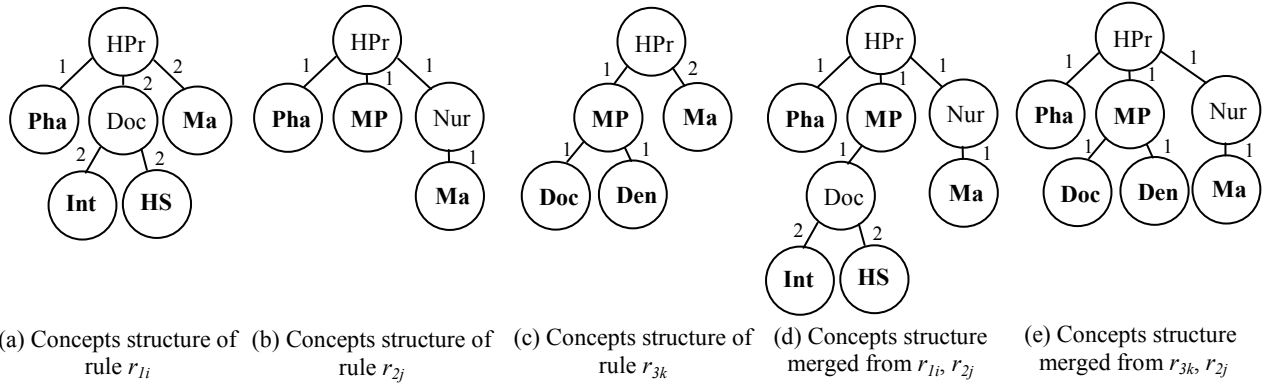 HPr
1
2
2
Pha
Doc
Ma
2
2
Int
HS
(a) Concepts structure of
rule r1i
HPr
1
1
1
Pha
MP
Nur
1
Ma
(b) Concepts structure of
rule r2j
HPr
1
2
MP
Ma
1
1
Doc
Den
(c) Concepts structure of
rule r3k
HPr
1
1
1
Pha
MP
Nur
1
1
Doc
Ma
2
2
Int
HS
(d) Concepts structure
merged from r1i, r2j
HPr
1
1
1
Pha
MP
Nur
1
1
1
Doc
Den
Ma
(e) Concepts structure
merged from r3k, r2j